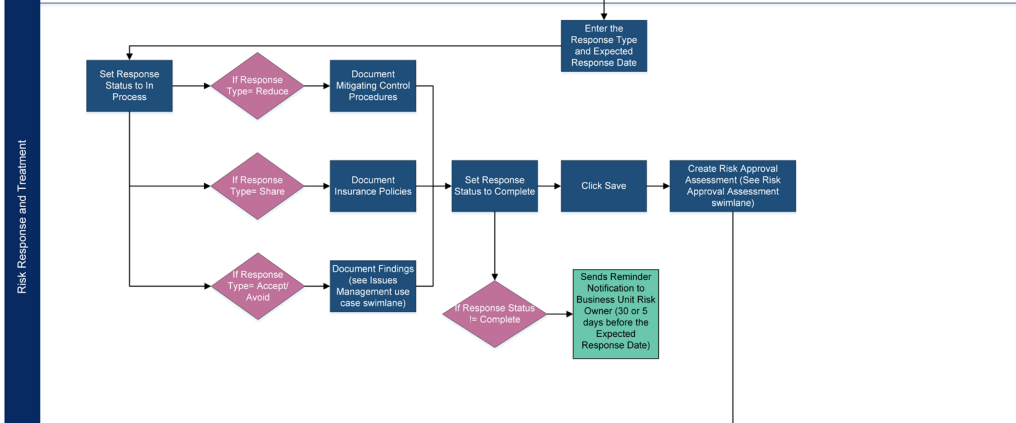 Risk Response and Treatment
Enter the
Response Type
and Expected
Response Date
Set Response
Status to In
Process
If Response
Type= Reduce
Document
Mitigating Control
Procedures
If Response
Type= Share
Document
Insurance Policies
Set Response
Status to Complete
Click Save
Create Risk Approval
Assessment (See Risk
Approval Assessment
swimlane)
If Response
Type= Accept/
Avoid
Document Findings
(see Issues
Management use
case swimlane)
If Response Status
!= Complete
Sends Reminder
Notification to
Business Unit Risk
Owner (30 or 5
days before the
Expected
Response Date)